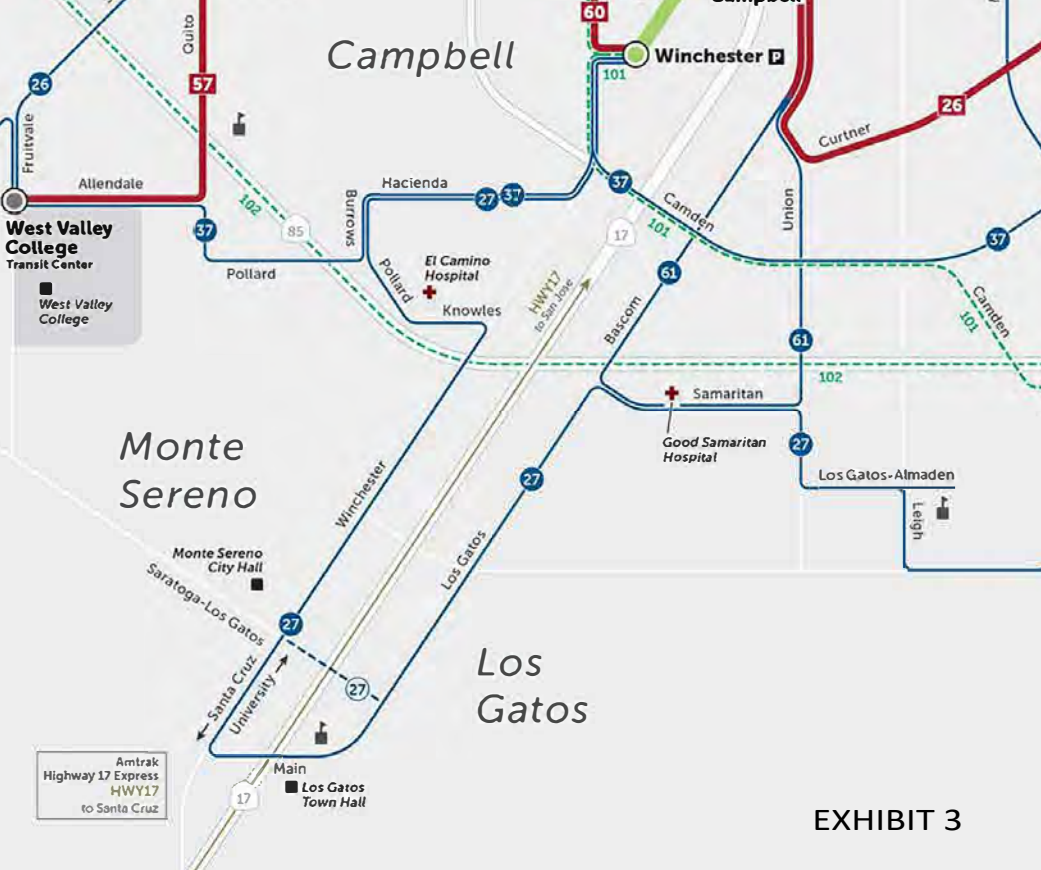 Campbell
60
Winchester P
101
Quito
57
26
Fruitvale
Allendale
West Valley
College
Transit Center
West Valley
College
37
Pollard
102
85
Burrows
Hacienda
27
37
Pollard
El Camino
Hospital
Knowles
37
Camden
101
17
HWY17
to San Jose
61
Bascom
Curtner
26
Union
37
Camden
101
61
102
Samaritan
Good Samaritan
Hospital
27
Los Gatos-Almaden
Leigh
27
Los Gatos
Monte
Sereno
Winchester
Monte Sereno
City Hall
Saratoga-Los Gatos
27
Santa Cruz
University
27
Los
Gatos
Main
Los Gatos
Town Hall
17
Amtrak
Highway 17 Express
HWY17
to Santa Cruz
EXHIBIT 3